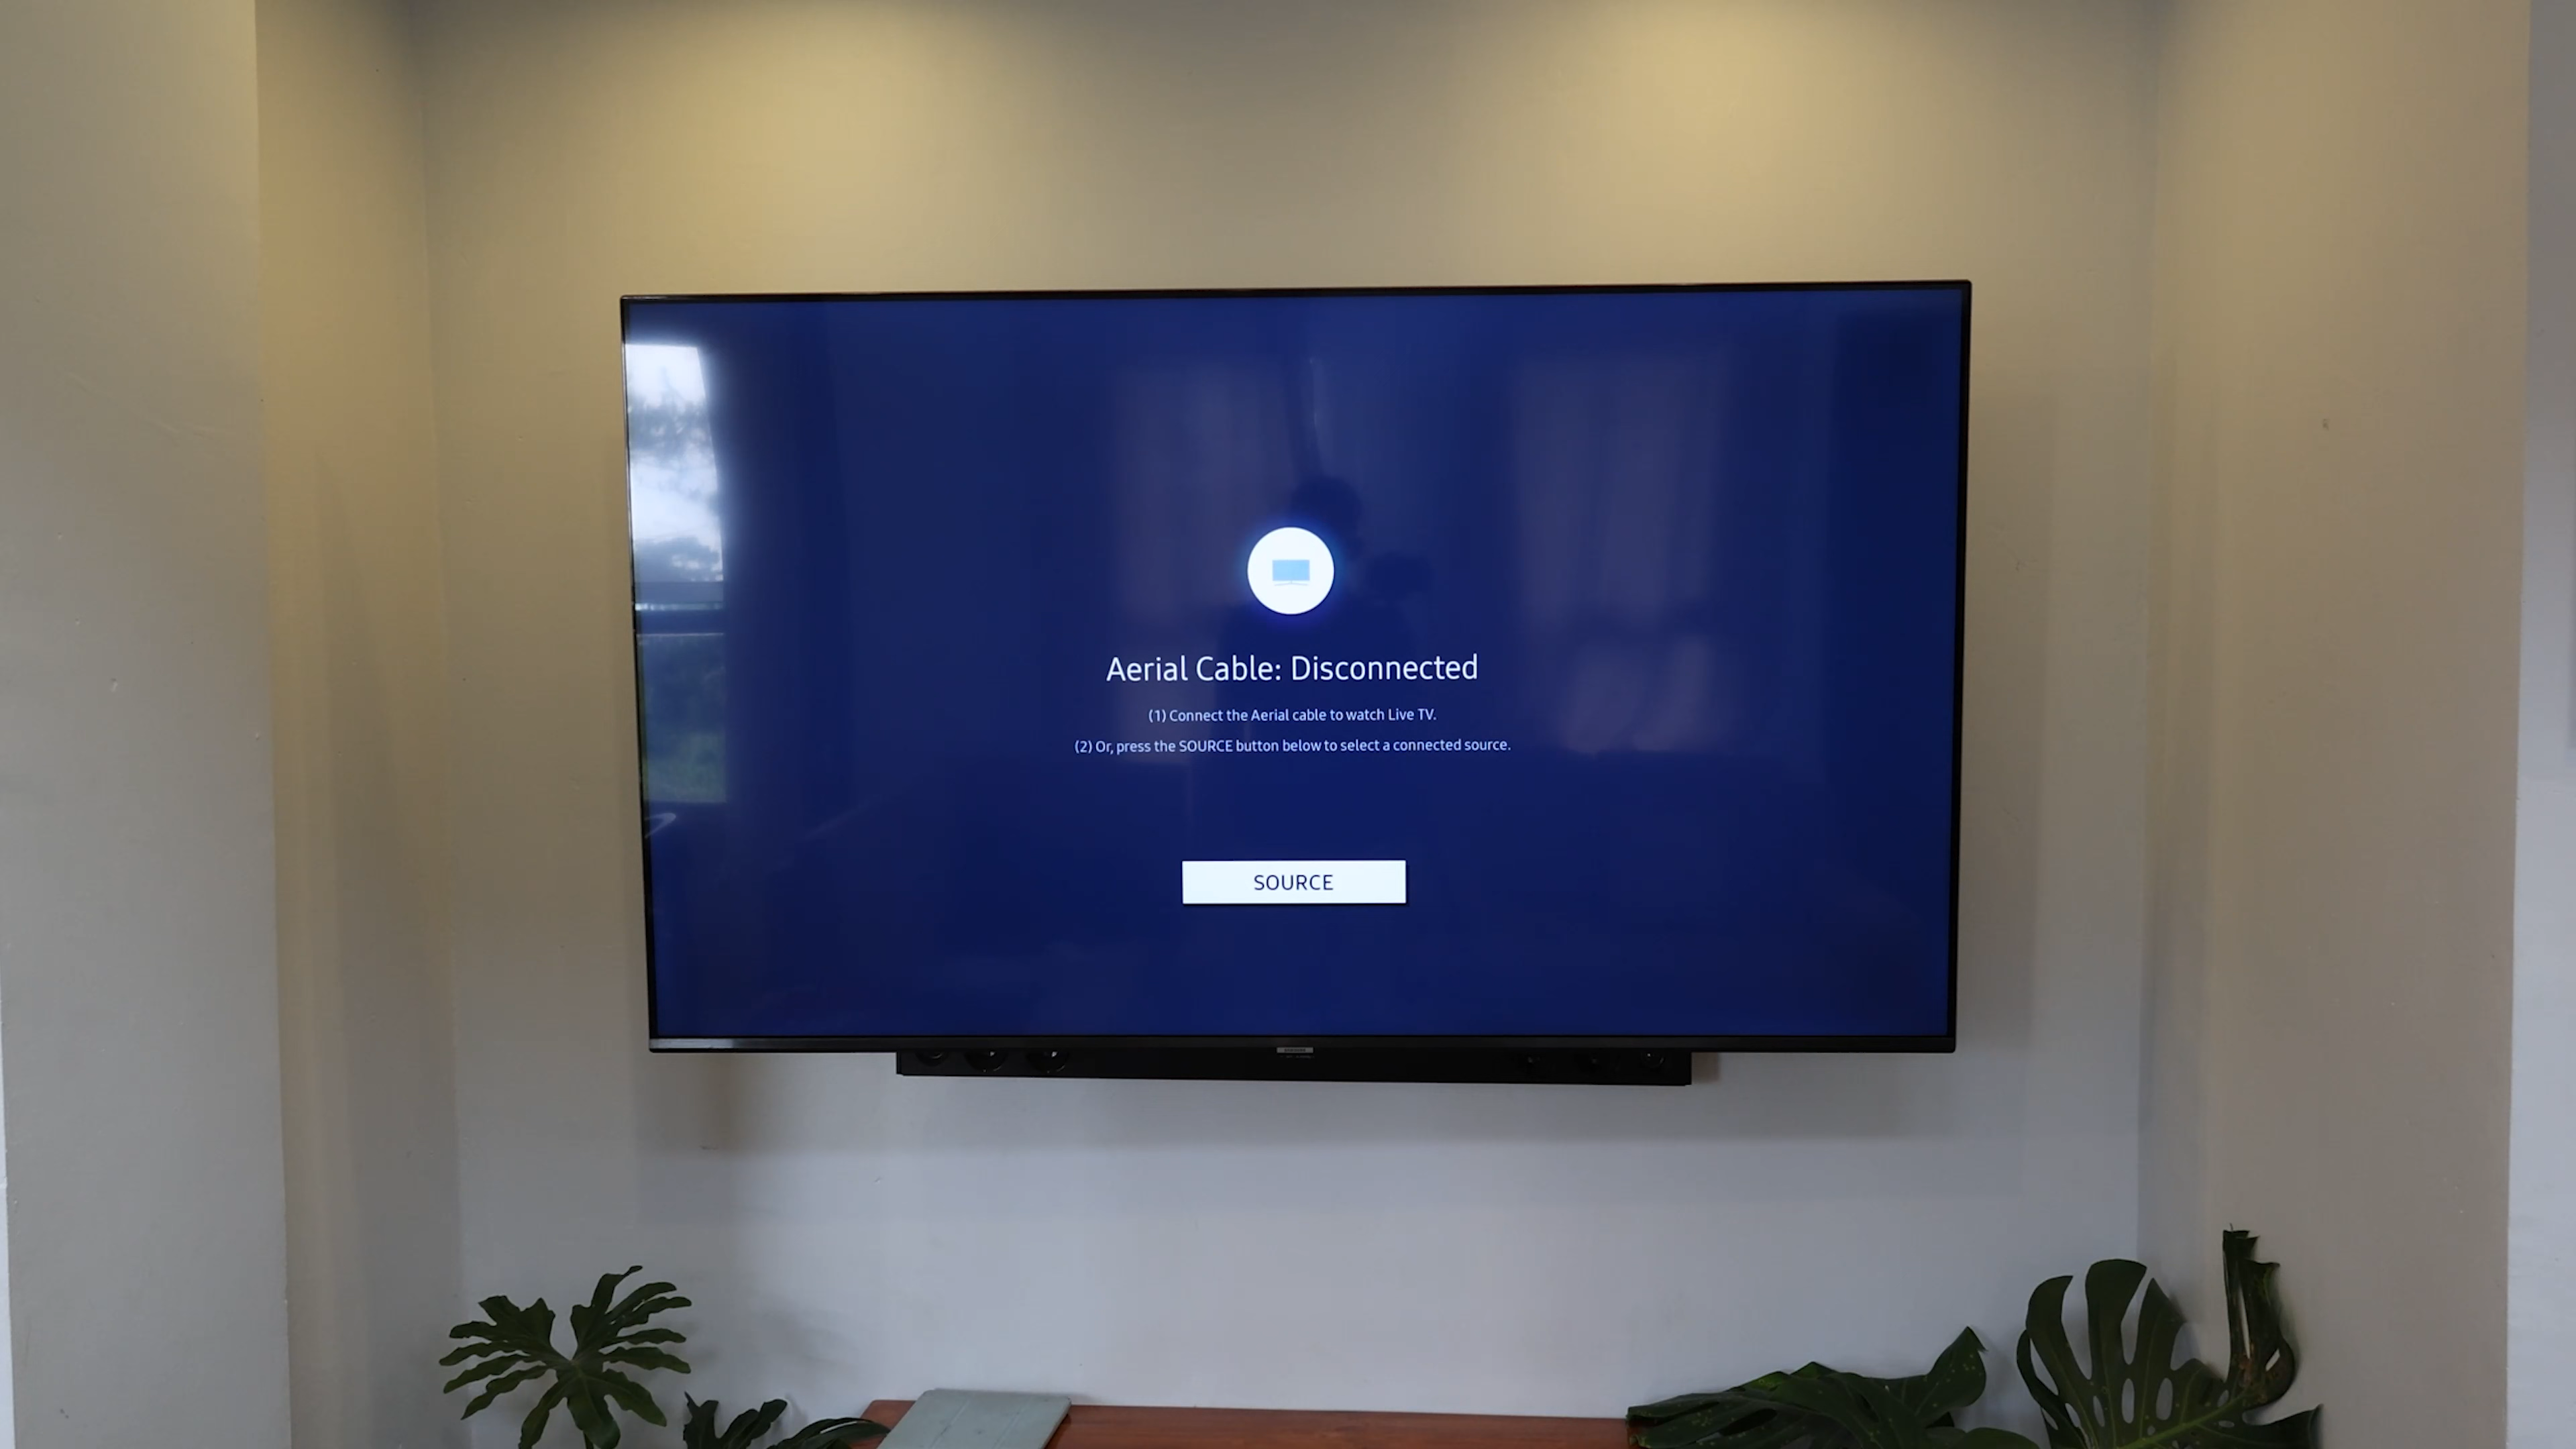 Aerial Cable: Disconnected
(1) Connect the Aerial cable to watch Live TV.
(2) Or, press the SOURCE button below to select a connected source.
SOURCE